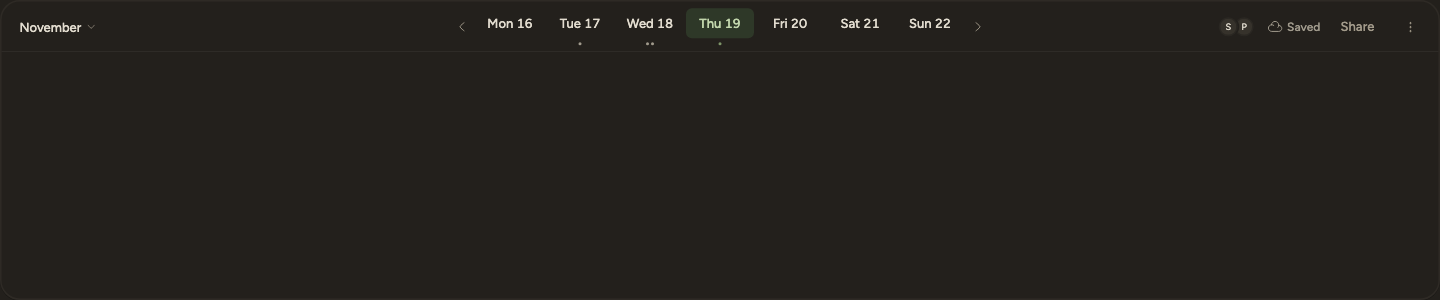 November
Mon 16 Tue 17 Wed 18 Thu 19 Fri 20 Sat 21 Sun 22
S P Saved Share